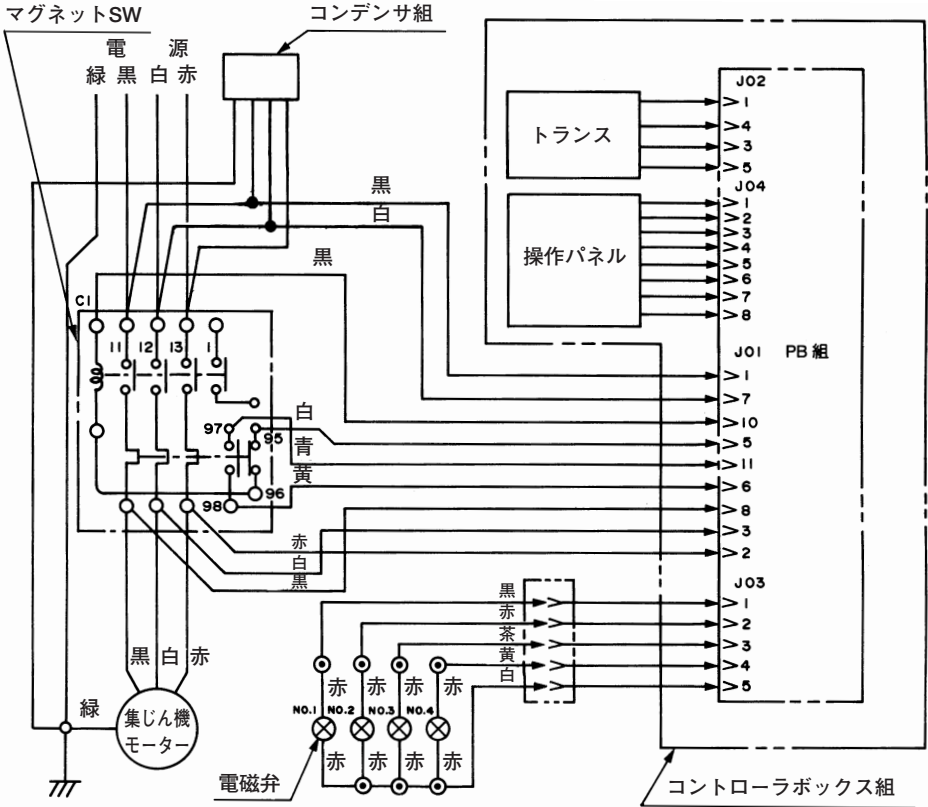 マグネットSW
コンデンサ組
電 源
緑 黒 白 赤
トランス
J02
1
4
3
5
操作パネル
J04
1
2
3
4
5
6
7
8
黒
白
黒
C1
11 12 13 1
J01 PB組
1
7
10
5
11
6
8
3
2
白
97 95
青
黄
96
98
赤
白
黒
J03
1
2
3
4
5
黒
赤
茶
黄
白
黒 白 赤
赤 赤 赤 赤
NO.1 NO.2 NO.3 NO.4
赤 赤 赤 赤
緑
集じん機
モーター
電磁弁
コントローラボックス組